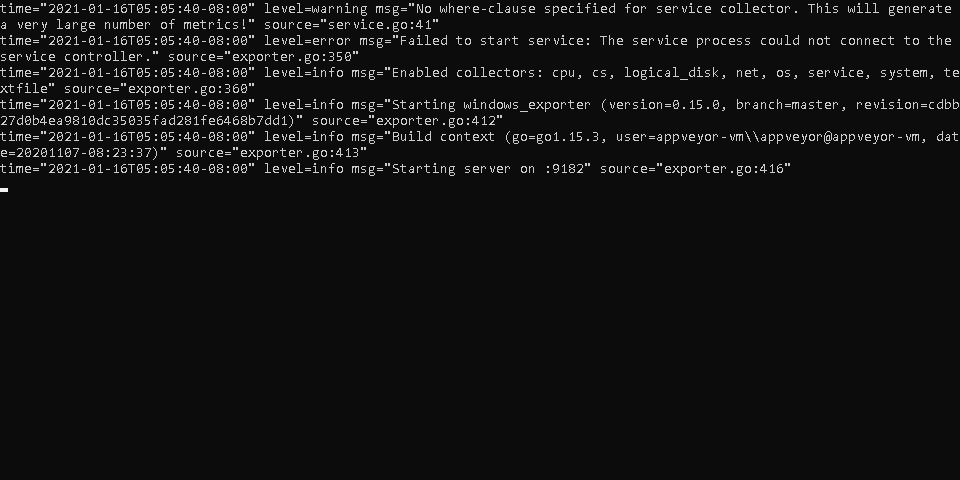 time="2021-01-16T05:05:40-08:00" level=warning msg="No where-clause specified for service collector. This will generate
a very large number of metrics!" source="service.go:41"
time="2021-01-16T05:05:40-08:00" level=error msg="Failed to start service: The service process could not connect to the
service controller." source="exporter.go:350"
time="2021-01-16T05:05:40-08:00" level=info msg="Enabled collectors: cpu, cs, logical_disk, net, os, service, system, te
xtfile" source="exporter.go:360"
time="2021-01-16T05:05:40-08:00" level=info msg="Starting windows_exporter (version=0.15.0, branch=master, revision=cdbb
27d0b4ea9810dc35035fad281fe6468b7dd1)" source="exporter.go:412"
time="2021-01-16T05:05:40-08:00" level=info msg="Build context (go=go1.15.3, user=appveyor-vm\\appveyor@appveyor-vm, dat
e=20201107-08:23:37)" source="exporter.go:413"
time="2021-01-16T05:05:40-08:00" level=info msg="Starting server on :9182" source="exporter.go:416"